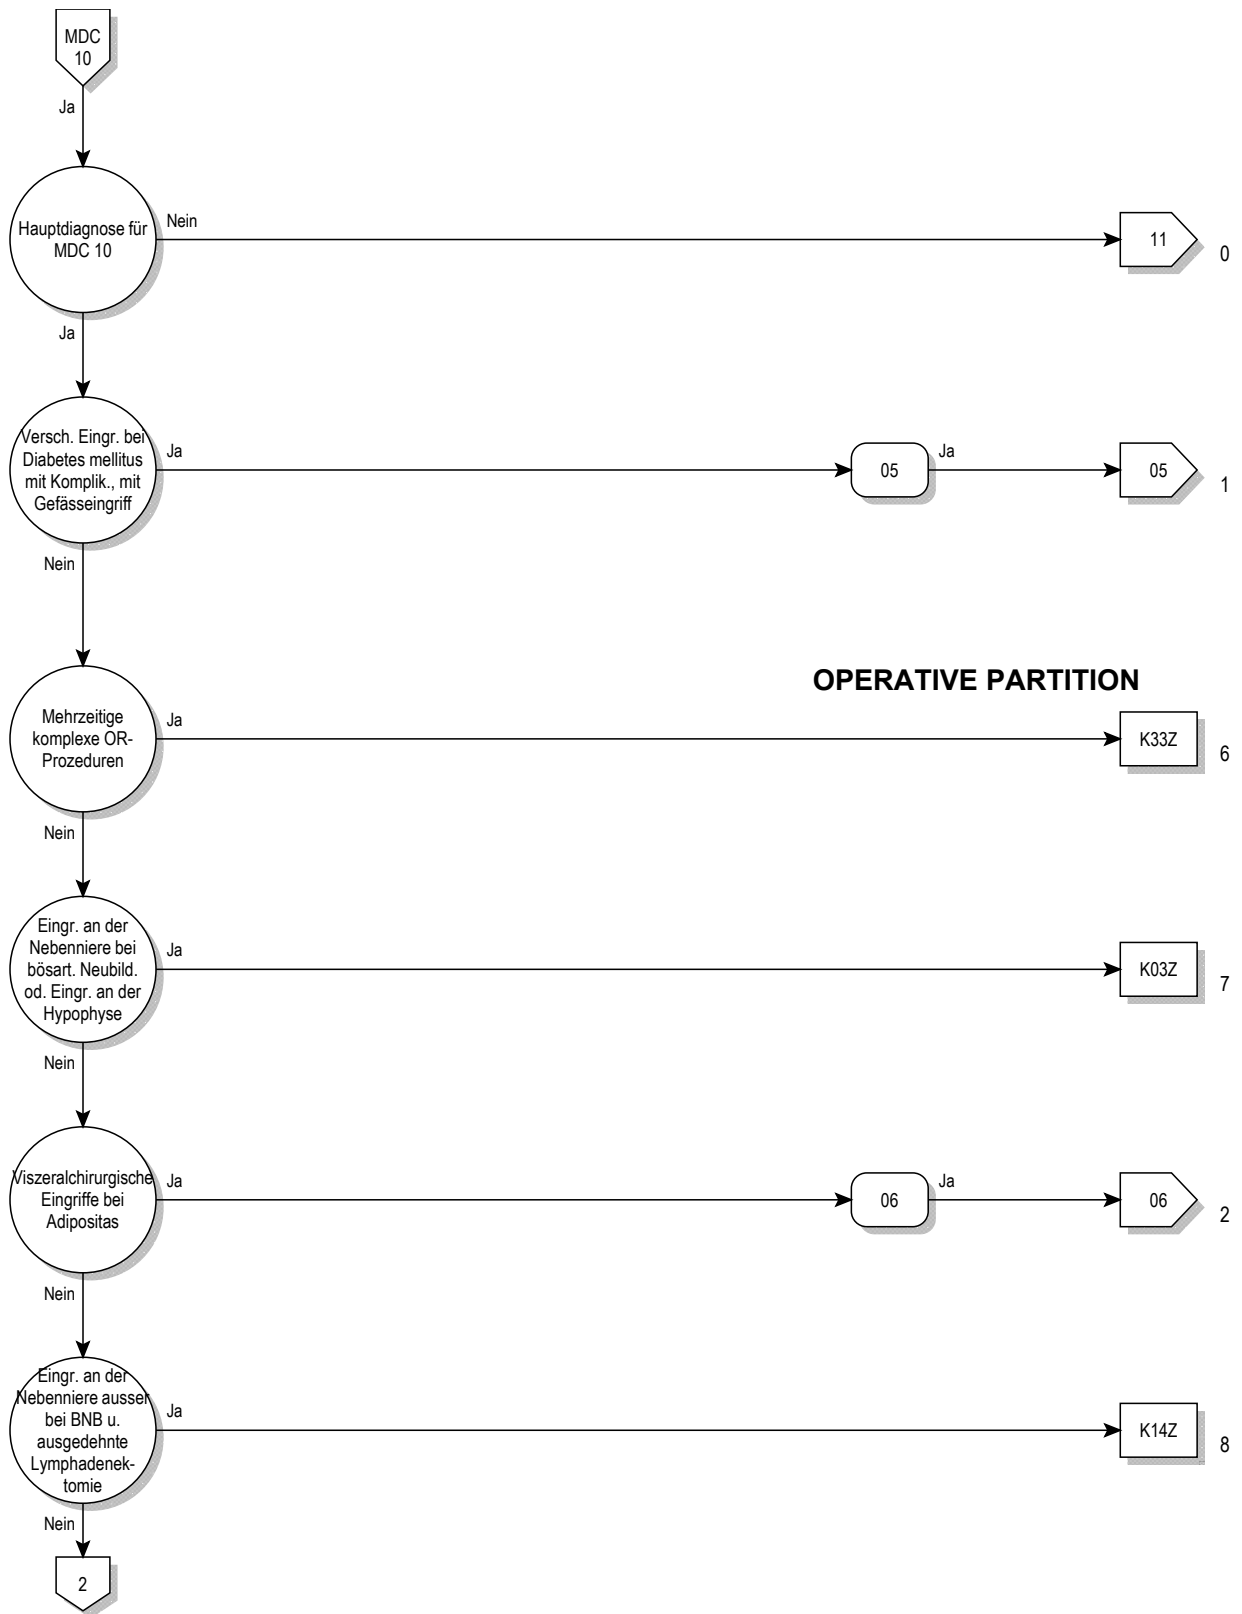 MDC
10
Ja
Hauptdiagnose für
MDC 10
Nein
11
0
Ja
Versch. Eingr. bei
Diabetes mellitus
mit Komplik., mit
Gefässeingriff
Ja
05
Ja
05
1
Nein
OPERATIVE PARTITION
Mehrzeitige
komplexe OR-
Prozeduren
Ja
K33Z
6
Nein
Eingr. an der
Nebenniere bei
bösart. Neubild.
od. Eingr. an der
Hypophyse
Ja
K03Z
7
Nein
Viszeralchirurgische
Eingriffe bei
Adipositas
Ja
06
Ja
06
2
Nein
Eingr. an der
Nebenniere ausser
bei BNB u.
ausgedehnte
Lymphadenek-
tomie
Ja
K14Z
8
Nein
2